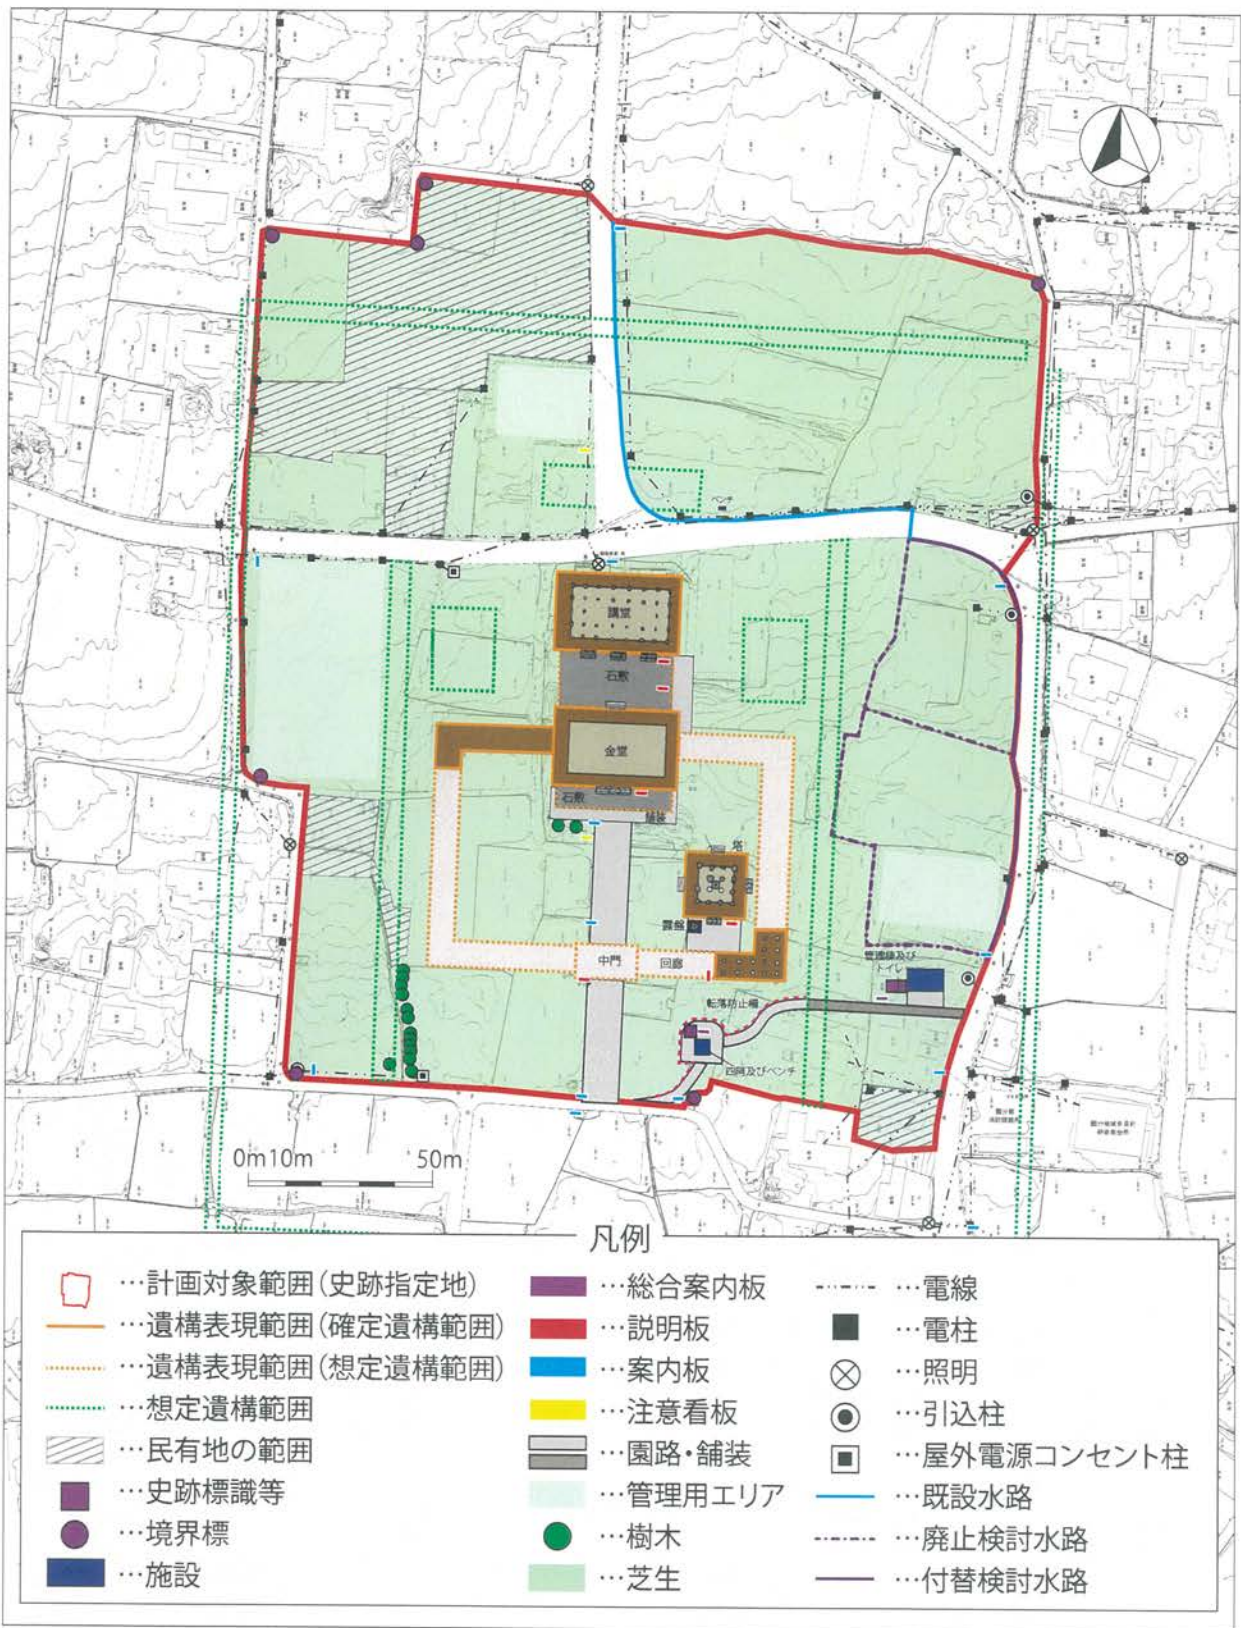 ベンチ
講堂
石敷
金堂
石敷
舗装
塔
中門
回廊
管理棟及び
トイレ
転落防止柵
四阿及びベンチ
0m10m 50m
凡例
…計画対象範囲(史跡指定地)
…遺構表現範囲(確定遺構範囲)
…遺構表現範囲(想定遺構範囲)
…想定遺構範囲
…民有地の範囲
…史跡標識等
…境界標
…施設
…総合案内板
…説明板
…案内板
…注意看板
…園路・舗装
…管理用エリア
…樹木
…芝生
…電線
…電柱
…照明
…引込柱
…屋外電源コンセント柱
…既設水路
…廃止検討水路
…付替検討水路